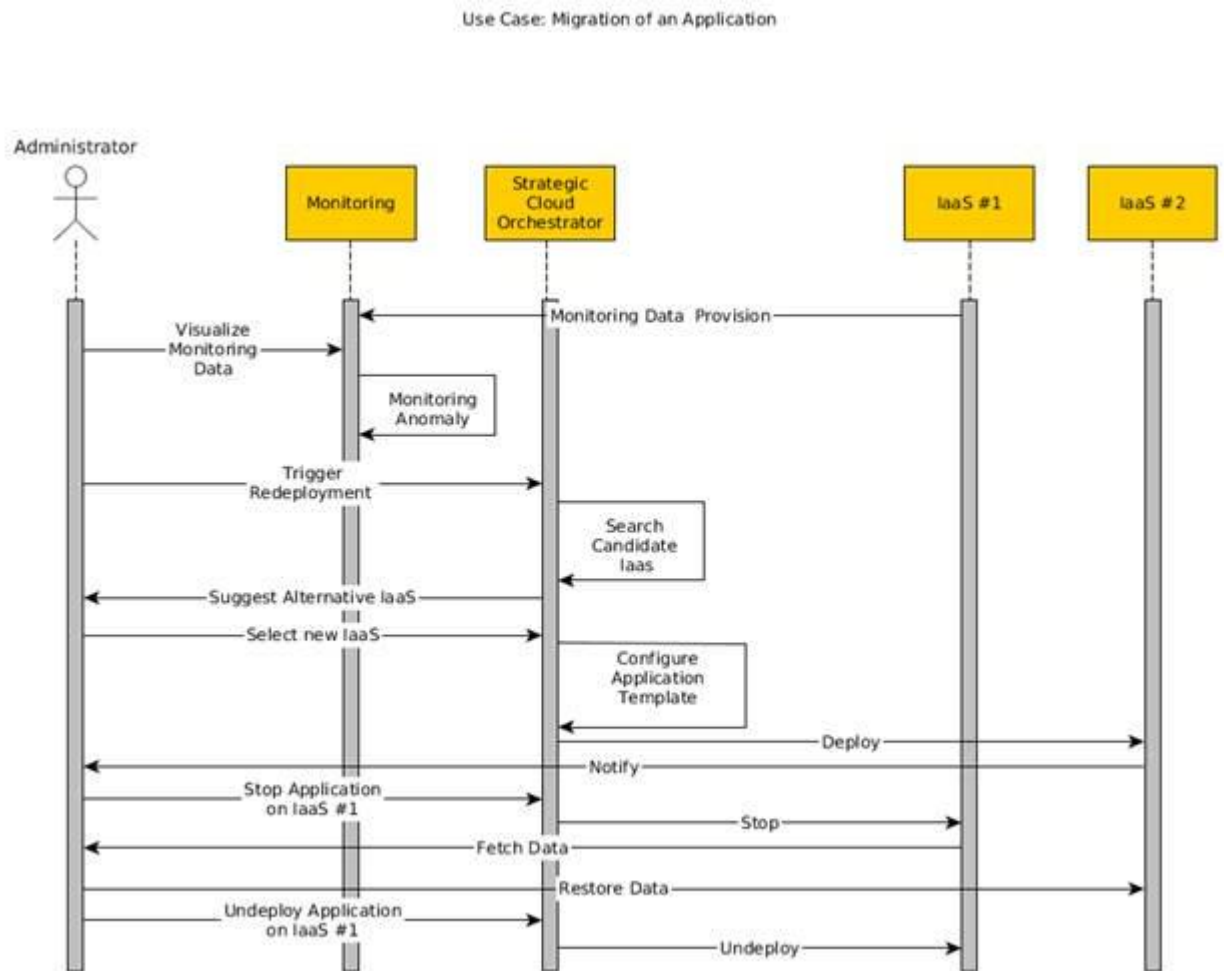 Use Case: Migration of an Application
Administrator
Monitoring
Strategic
Cloud
Orchestrator
IaaS #1
IaaS #2
Monitoring Data Provision
Visualize
Monitoring
Data
Monitoring
Anomaly
Trigger
Redeployment
Search
Candidate
Iaas
Suggest Alternative IaaS
Select new IaaS
Configure
Application
Template
Deploy
Notify
Stop Application
on IaaS #1
Stop
Fetch Data
Restore Data
Undeploy Application
on IaaS #1
Undeploy